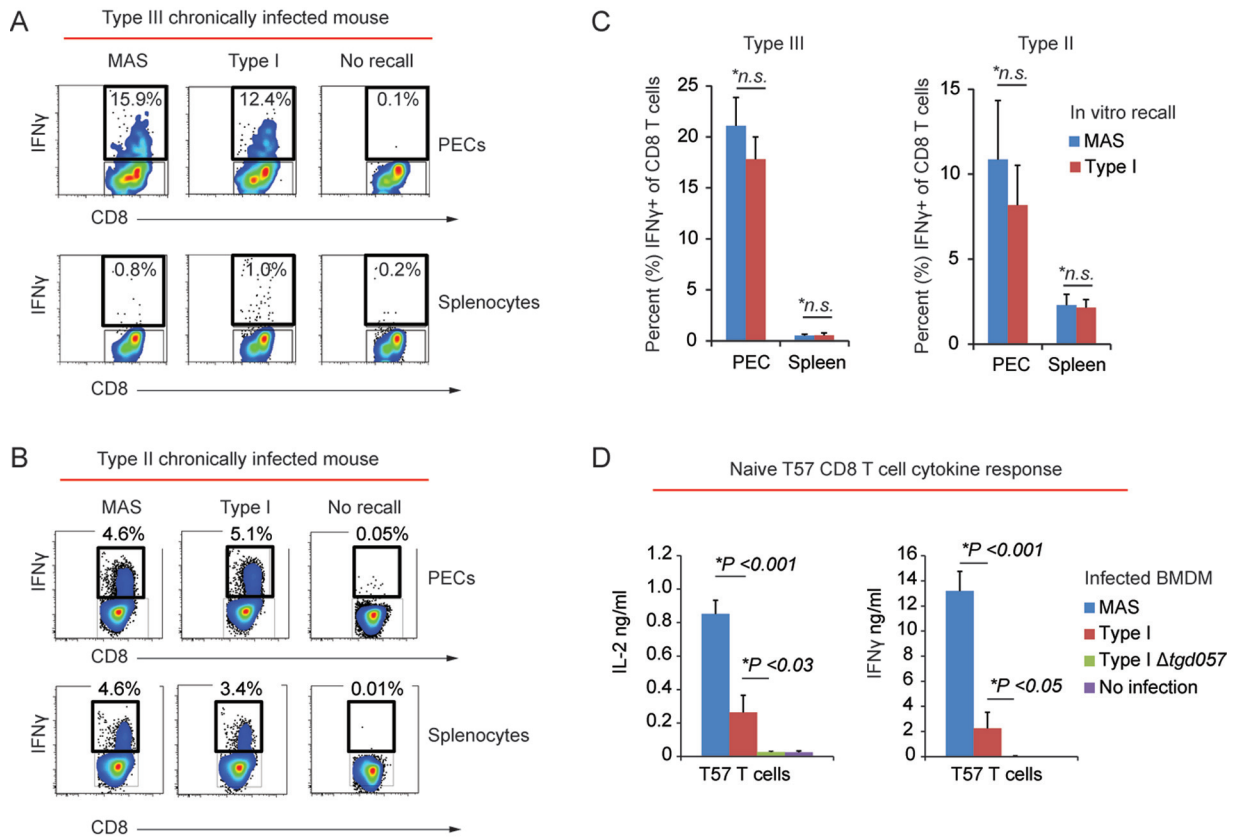 A
Type III chronically infected mouse
MAS
Type I
No recall
IFNγ
15.9%
12.4%
0.1%
PECs
CD8
IFNγ
0.8%
1.0%
0.2%
Splenocytes
CD8
B
Type II chronically infected mouse
MAS
Type I
No recall
4.6%
5.1%
0.05%
IFNγ
PECs
CD8
4.6%
3.4%
0.01%
IFNγ
Splenocytes
CD8
C
Type III
Percent (%) IFNγ+ of CD8 T cells
25
20
15
10
5
0
*n.s.
*n.s.
PEC
Spleen
Type II
Percent (%) IFNγ+ of CD8 T cells
15
10
5
0
*n.s.
*n.s.
PEC
Spleen
In vitro recall
MAS
Type I
D
Naive T57 CD8 T cell cytokine response
IL-2 ng/ml
1.2
1
0.8
0.6
0.4
0.2
0
*P <0.001
*P <0.03
T57 T cells
IFNγ ng/ml
16
14
12
10
8
6
4
2
0
*P <0.001
*P <0.05
T57 T cells
Infected BMDM
MAS
Type I
Type I Δtgd057
No infection